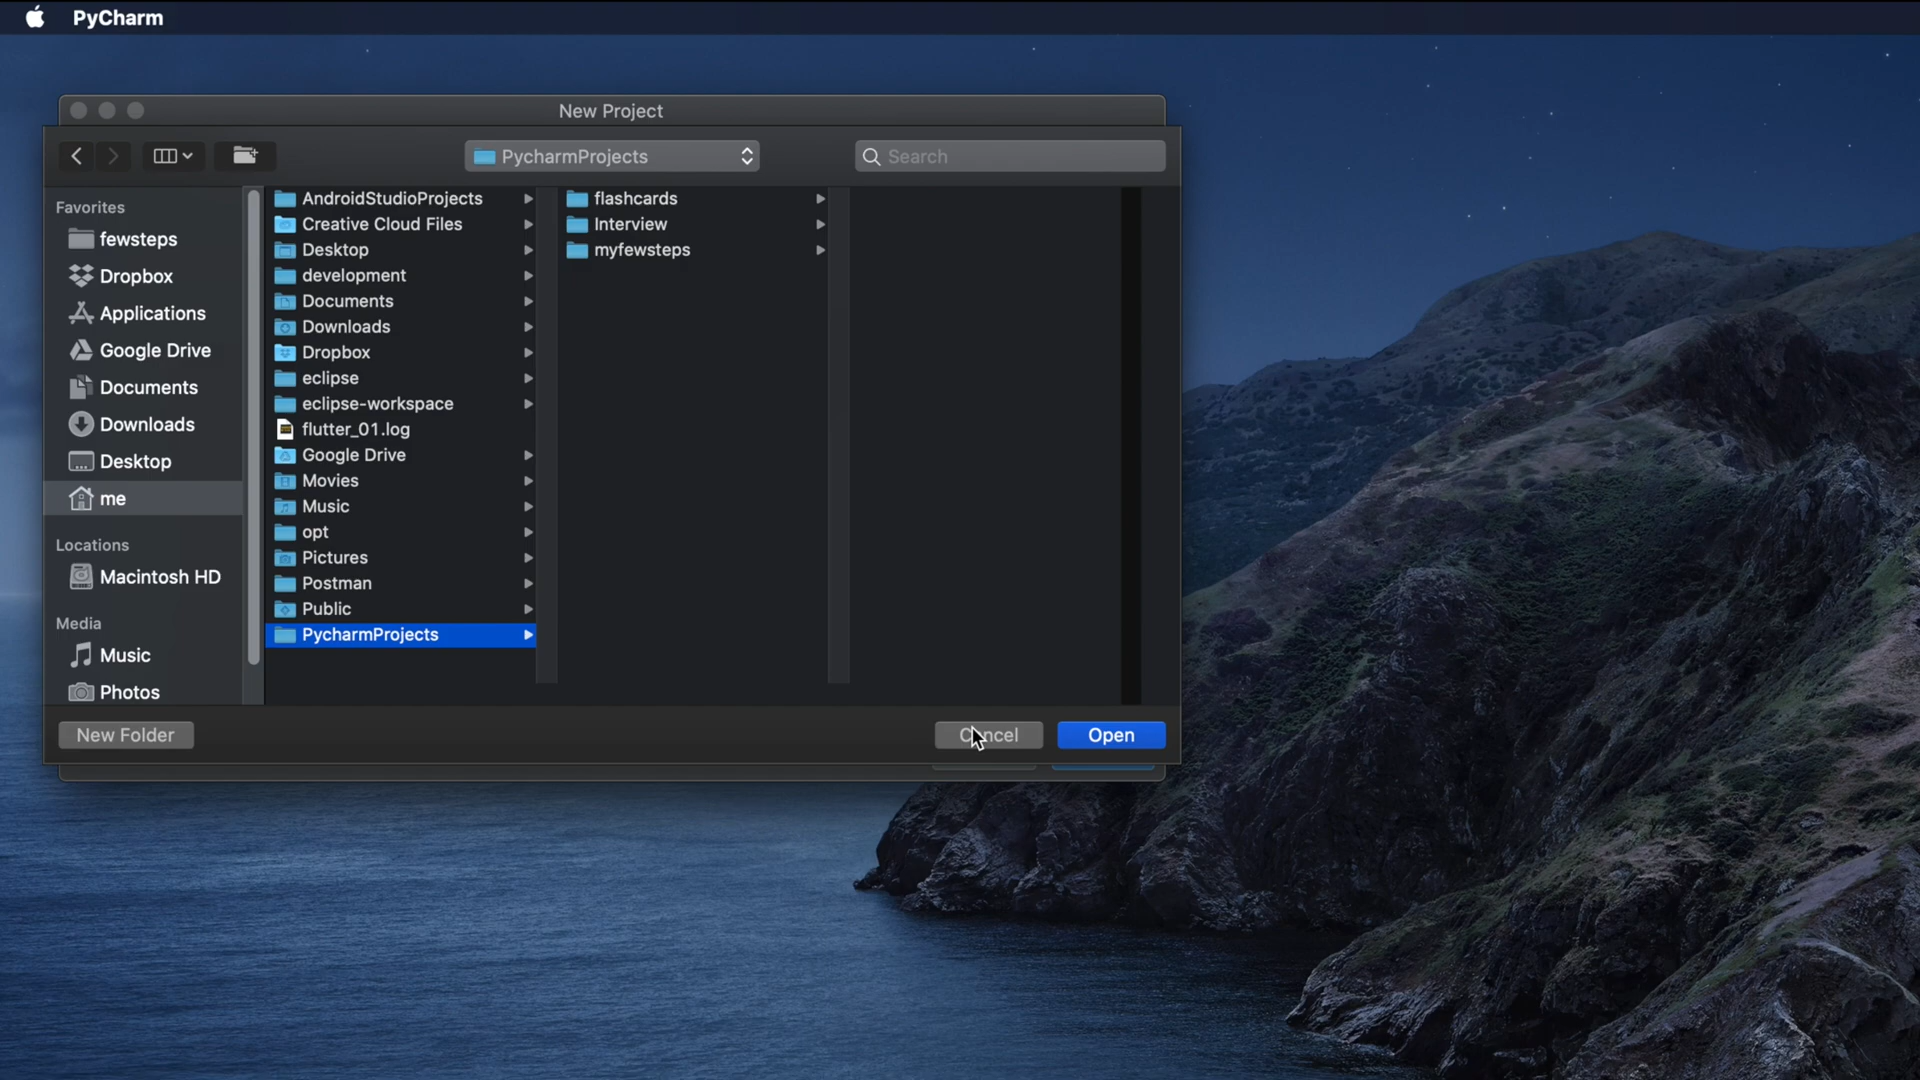 PyCharm
New Project
PycharmProjects
Search
Favorites
fewsteps
Dropbox
Applications
Google Drive
Documents
Downloads
Desktop
me
Locations
Macintosh HD
Media
Music
Photos
AndroidStudioProjects
Creative Cloud Files
Desktop
development
Documents
Downloads
Dropbox
eclipse
eclipse-workspace
flutter_01.log
Google Drive
Movies
Music
opt
Pictures
Postman
Public
PycharmProjects
flashcards
Interview
myfewsteps
New Folder
Cancel
Open